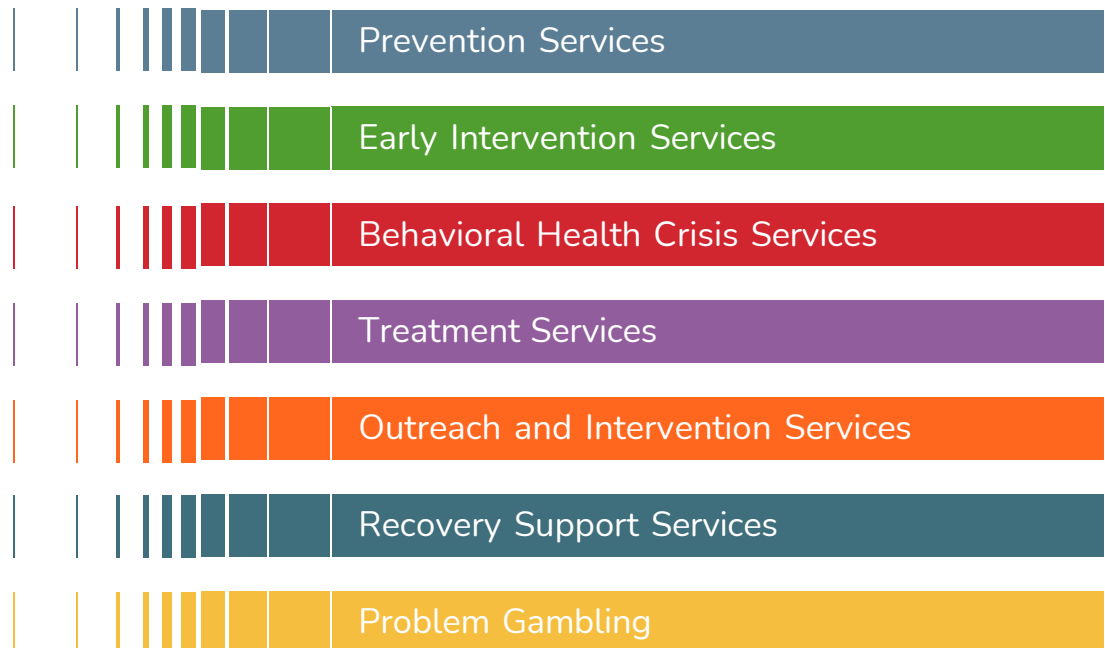 Prevention Services
Early Intervention Services
Behavioral Health Crisis Services
Treatment Services
Outreach and Intervention Services
Recovery Support Services
Problem Gambling